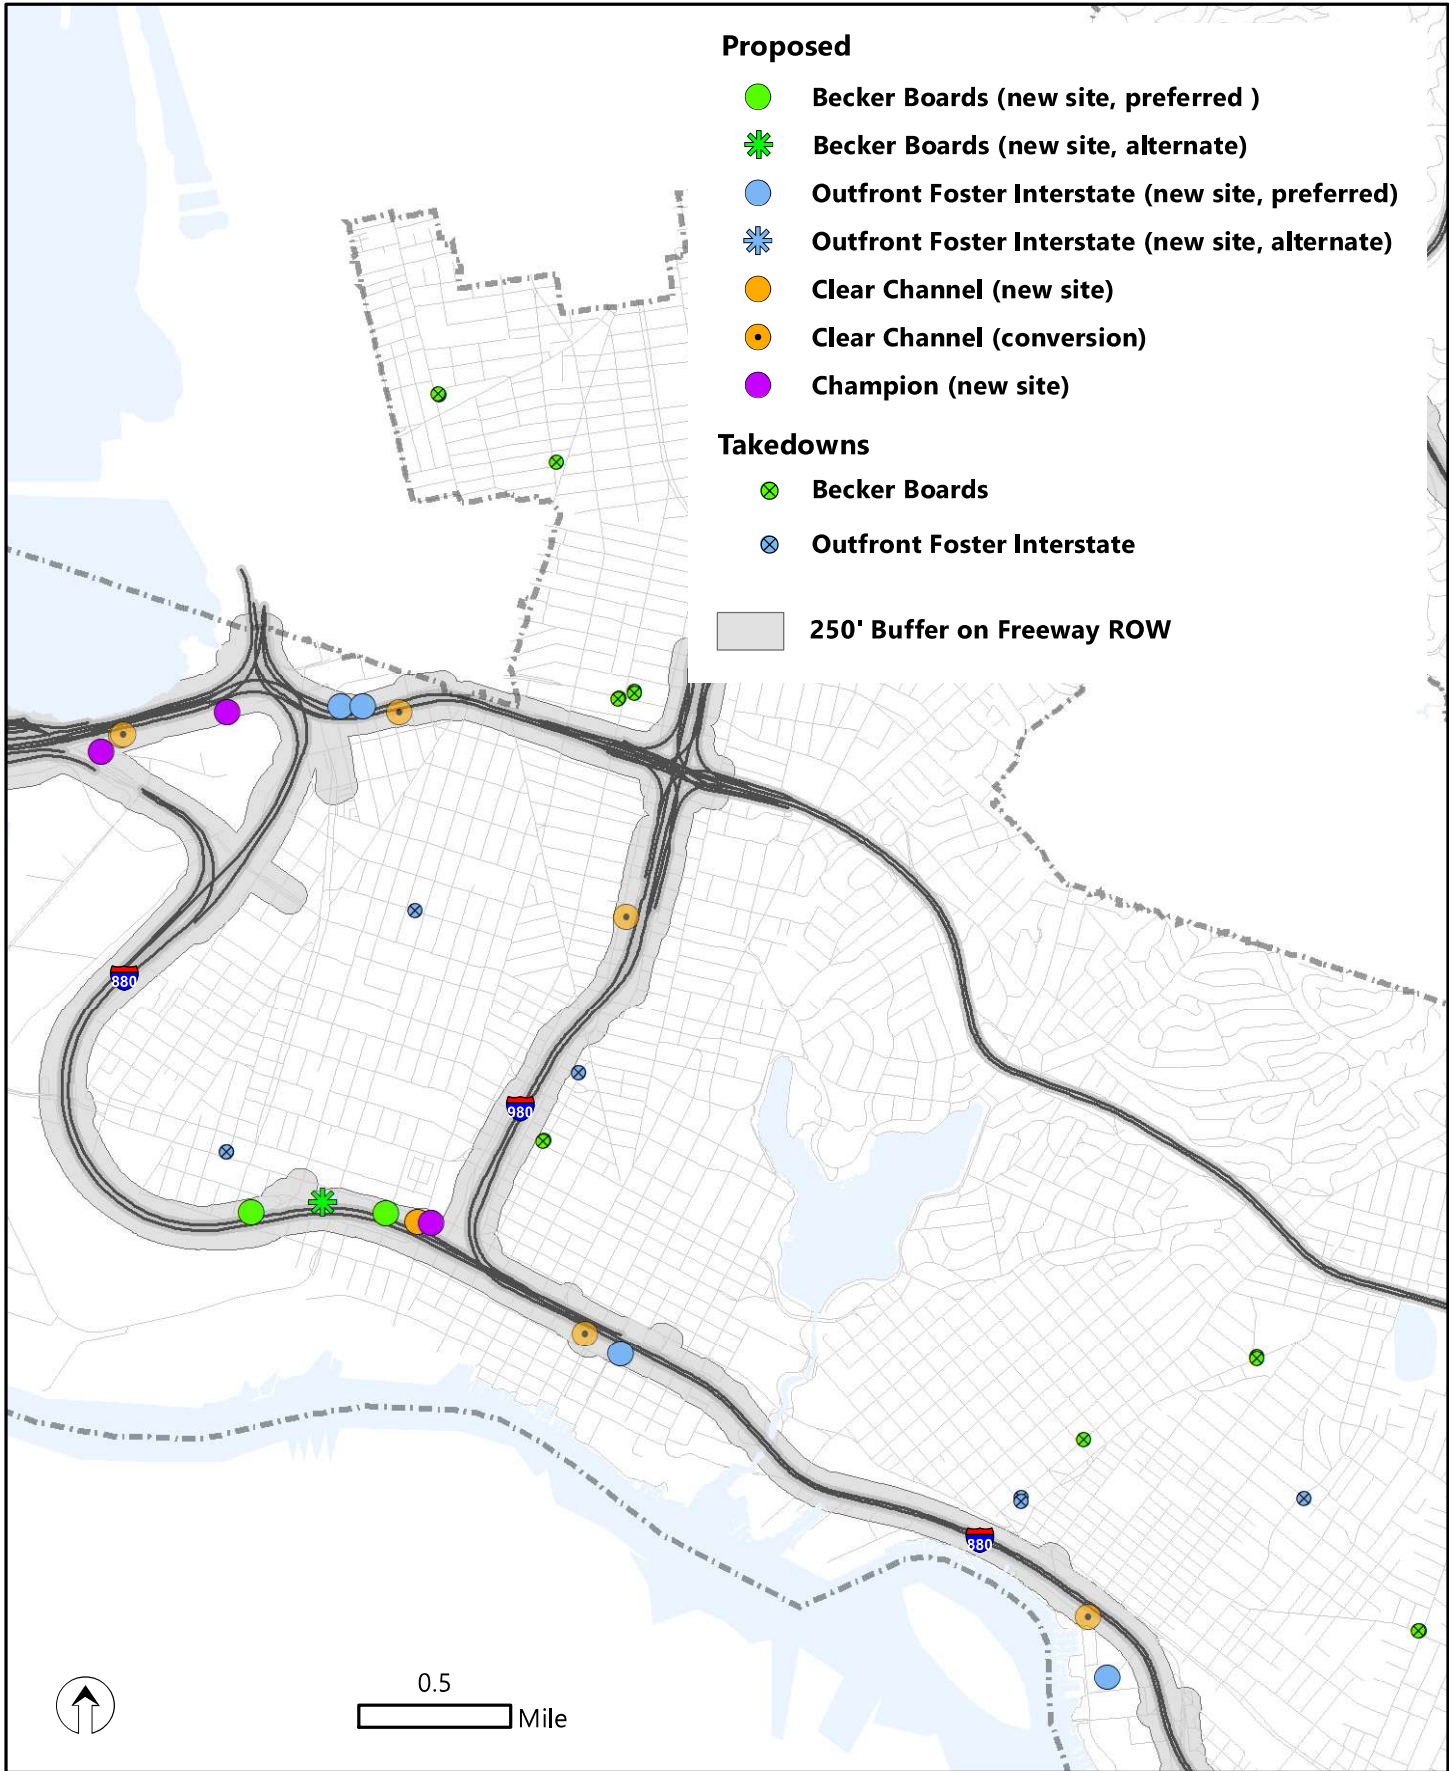 Proposed
Becker Boards (new site, preferred )
Becker Boards (new site, alternate)
Outfront Foster Interstate (new site, preferred)
Outfront Foster Interstate (new site, alternate)
Clear Channel (new site)
Clear Channel (conversion)
Champion (new site)
Takedowns
Becker Boards
Outfront Foster Interstate
250' Buffer on Freeway ROW
880
980
880
0.5
Mile